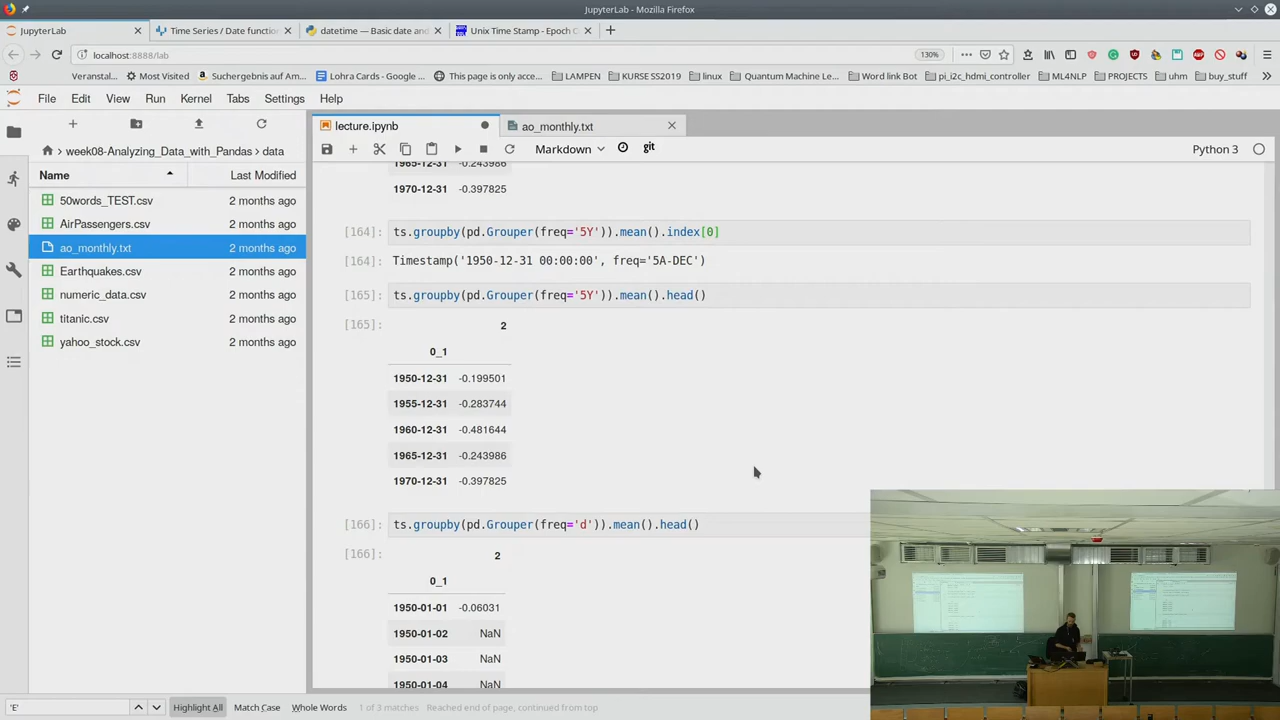 JupyterLab - Mozilla Firefox
JupyterLab
Time Series / Date functio
datetime — Basic date and
Unix Time Stamp - Epoch C
localhost:8888/lab
130%
Veranstal...
Most Visited
Suchergebnis auf Am...
Lohra Cards - Google ...
This page is only acce...
LAMPEN
KURSE SS2019
linux
Quantum Machine Le...
Word link Bot
pi_i2c_hdmi_controller
ML4NLP
PROJECTS
uhm
buy_stuff
File
Edit
View
Run
Kernel
Tabs
Settings
Help
week08-Analyzing_Data_with_Pandas
/
data
Name
Last Modified
50words_TEST.csv
2 months ago
AirPassengers.csv
2 months ago
ao_monthly.txt
2 months ago
Earthquakes.csv
2 months ago
numeric_data.csv
2 months ago
titanic.csv
2 months ago
yahoo_stock.csv
2 months ago
lecture.ipynb
ao_monthly.txt
Markdown
git
Python 3
1965-12-31 -0.243986
1970-12-31 -0.397825
[164]: ts.groupby(pd.Grouper(freq='5Y')).mean().index[0]
[164]: Timestamp('1950-12-31 00:00:00', freq='5A-DEC')
[165]: ts.groupby(pd.Grouper(freq='5Y')).mean().head()
[165]: 2
0_1
1950-12-31 -0.199501
1955-12-31 -0.283744
1960-12-31 -0.481644
1965-12-31 -0.243986
1970-12-31 -0.397825
[166]: ts.groupby(pd.Grouper(freq='d')).mean().head()
[166]: 2
0_1
1950-01-01 -0.06031
1950-01-02 NaN
1950-01-03 NaN
1950-01-04 NaN
'E'
Highlight All
Match Case
Whole Words
1 of 3 matches
Reached end of page, continued from top